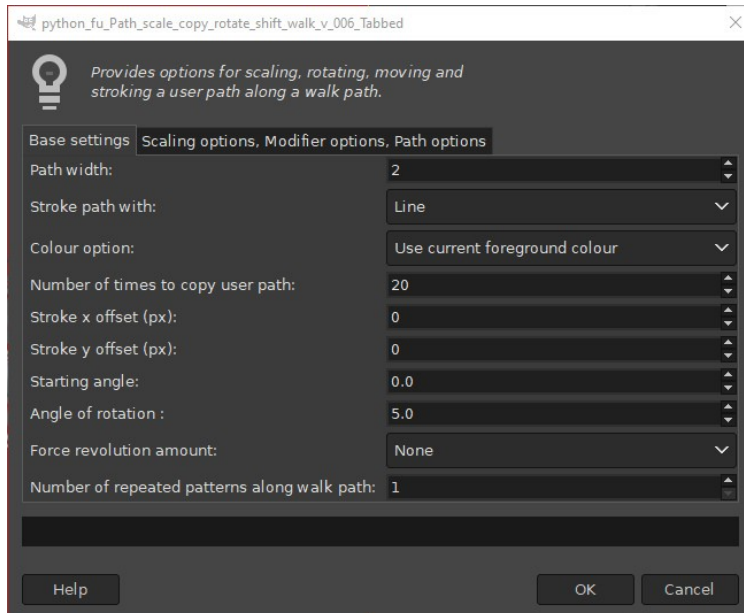 python_fu_Path_scale_copy_rotate_shift_walk_v_006_Tabbed
Provides options for scaling, rotating, moving and
stroking a user path along a walk path.
Base settings Scaling options, Modifier options, Path options
Path width: 2
Stroke path with: Line
Colour option: Use current foreground colour
Number of times to copy user path: 20
Stroke x offset (px): 0
Stroke y offset (px): 0
Starting angle: 0.0
Angle of rotation : 5.0
Force revolution amount: None
Number of repeated patterns along walk path: 1
Help OK Cancel